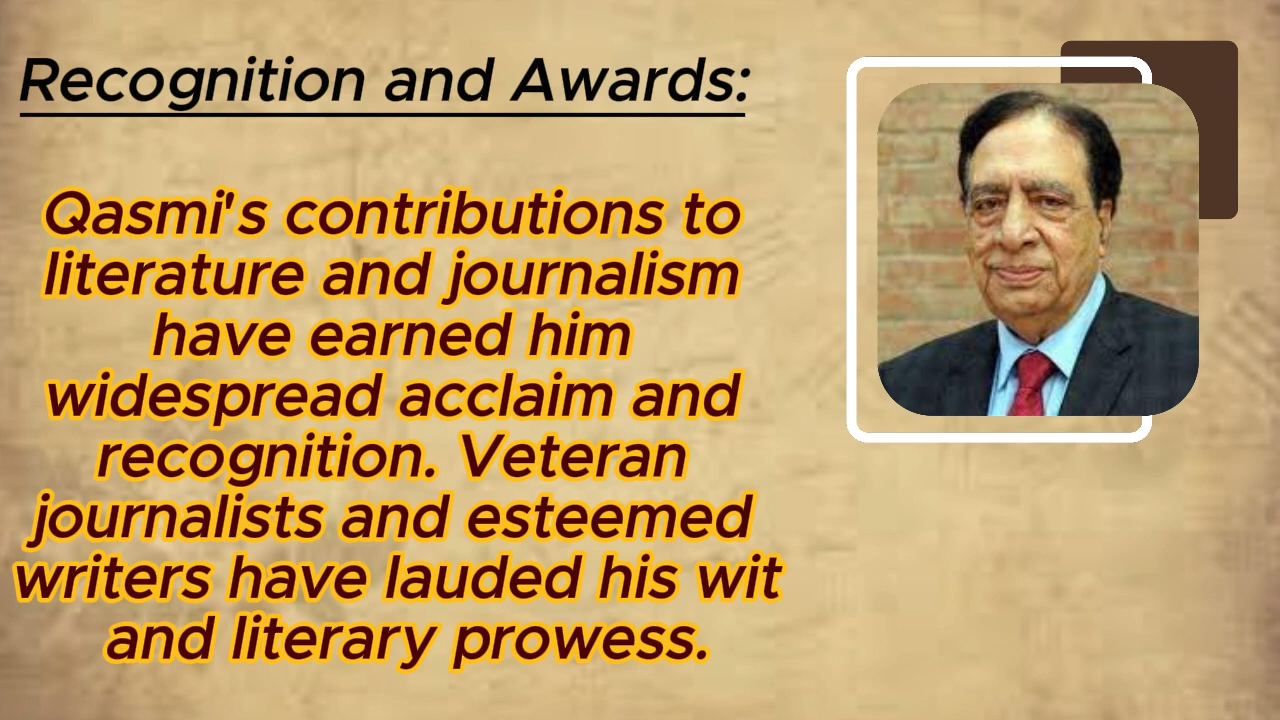 Recognition and Awards:
Qasmi's contributions to
literature and journalism
have earned him
widespread acclaim and
recognition. Veteran
journalists and esteemed
writers have lauded his wit
and literary prowess.